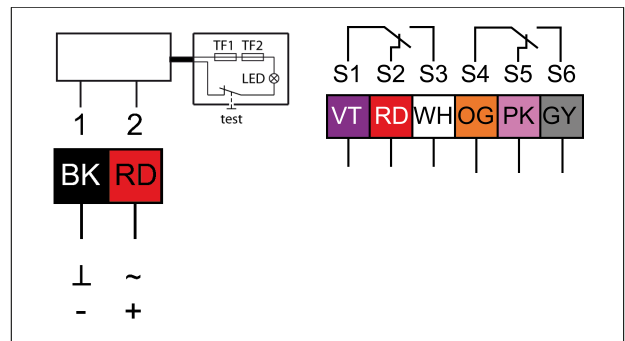 TF1 TF2
LED
test
1 2
BK RD
⊥ ~
- +
S1 S2 S3 S4 S5 S6
VT RD WH OG PK GY